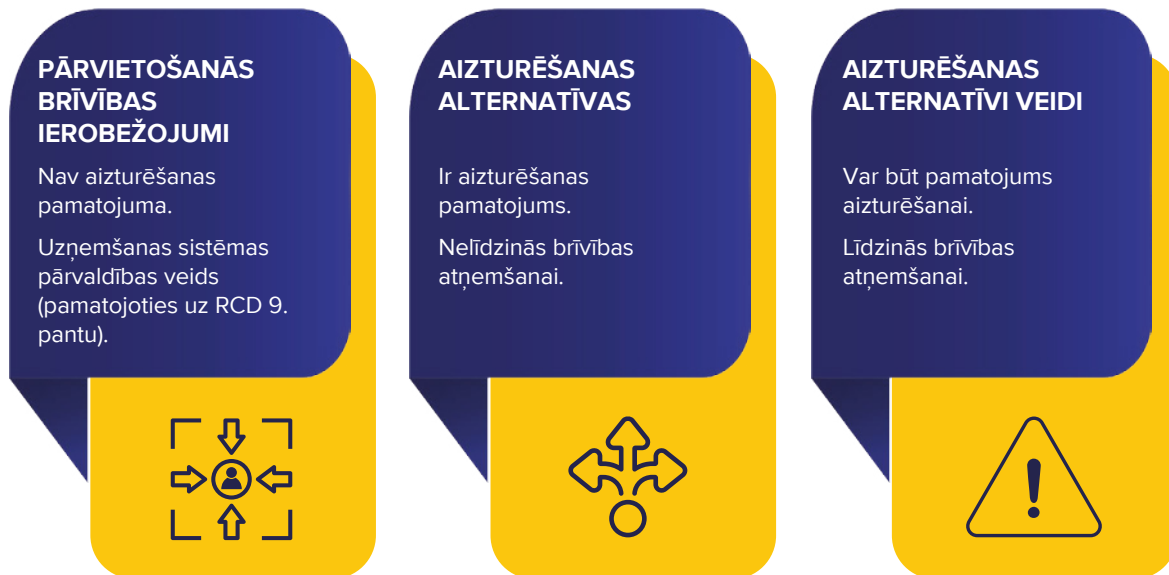 PĀRVIETOŠANĀS
BRĪVĪBAS
IEROBEŽOJUMI
Nav aizturēšanas
pamatojuma.
Uzņemšanas sistēmas
pārvaldības veids
(pamatojoties uz RCD 9.
pantu).
AIZTURĒŠANAS
ALTERNATĪVAS
Ir aizturēšanas
pamatojums.
Nelīdzinās brīvības
atņemšanai.
AIZTURĒŠANAS
ALTERNATĪVI VEIDI
Var būt pamatojums
aizturēšanai.
Līdzinās brīvības
atņemšanai.